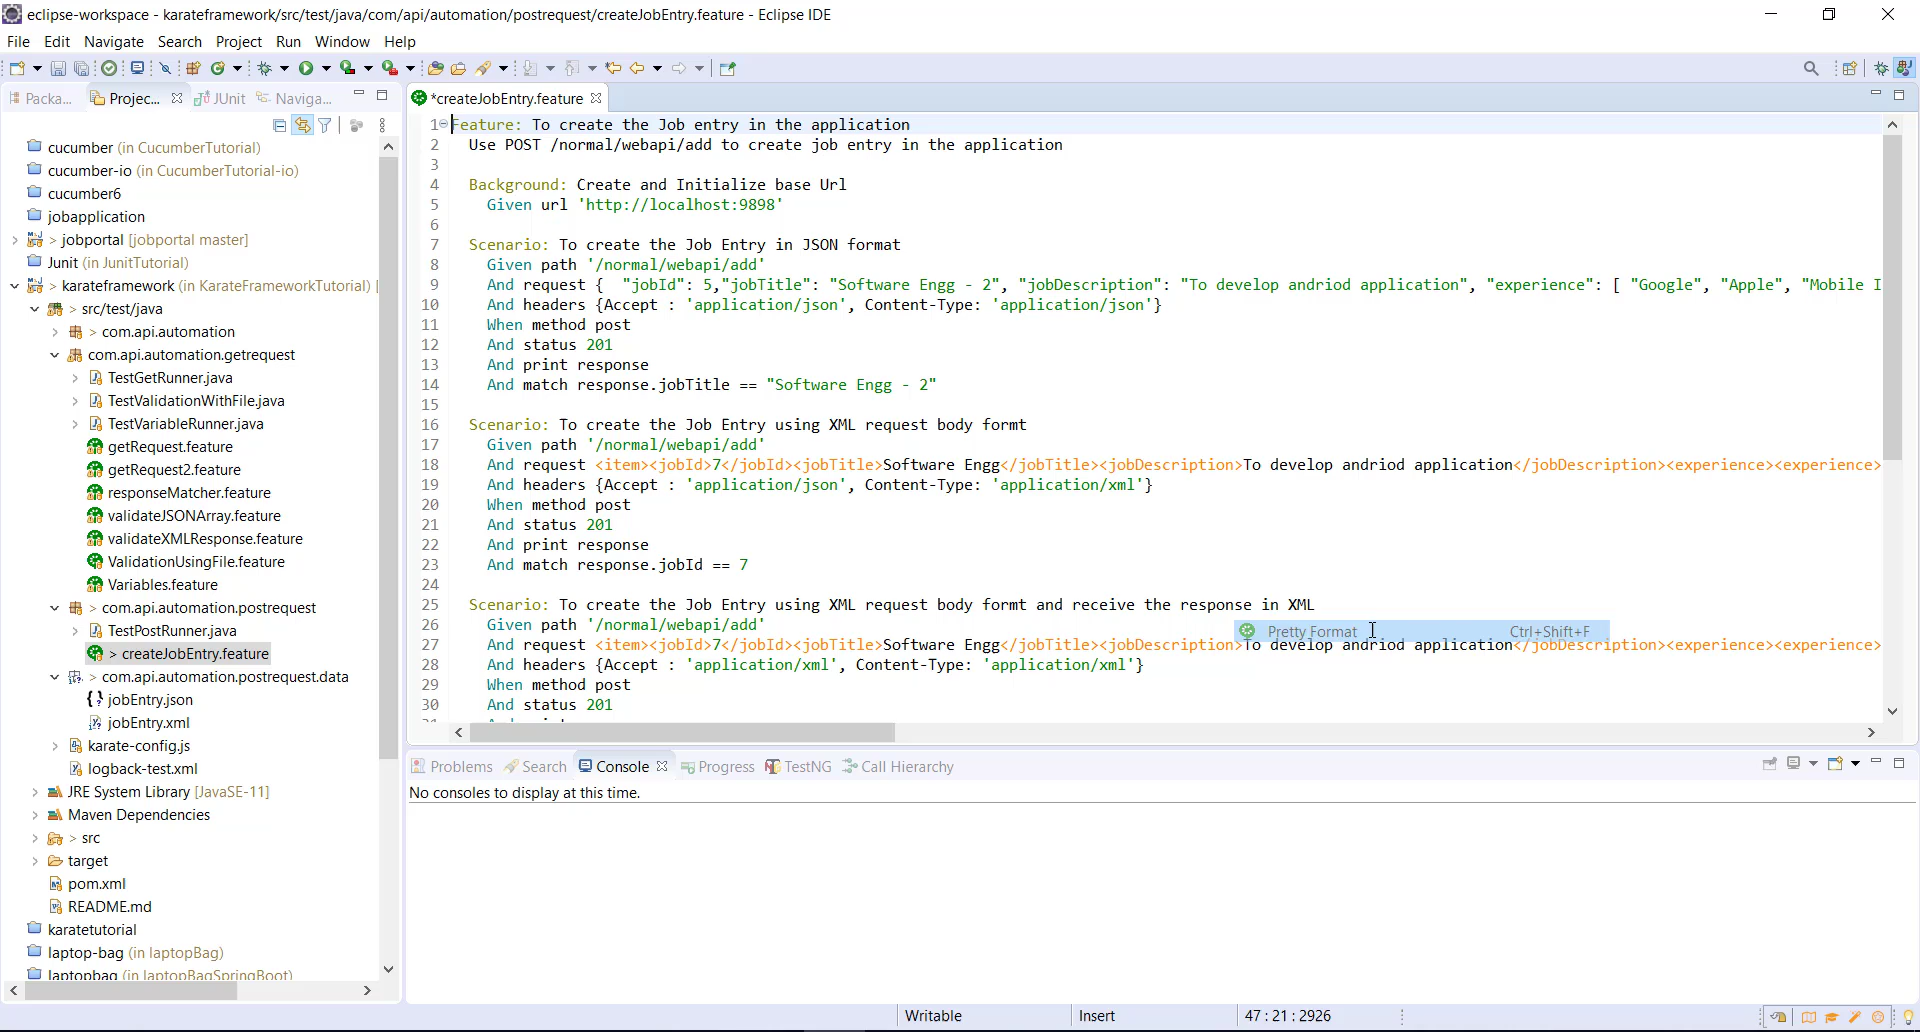 eclipse-workspace - karateframework/src/test/java/com/api/automation/postrequest/createJobEntry.feature - Eclipse IDE
File Edit Navigate Search Project Run Window Help
Packa... Projec... JUnit Naviga...
cucumber (in CucumberTutorial)
cucumber-io (in CucumberTutorial-io)
cucumber6
jobapplication
> jobportal [jobportal master]
Junit (in JunitTutorial)
> karateframework (in KarateFrameworkTutorial) [
> src/test/java
> com.api.automation
com.api.automation.getrequest
TestGetRunner.java
TestValidationWithFile.java
TestVariableRunner.java
getRequest.feature
getRequest2.feature
responseMatcher.feature
validateJSONArray.feature
validateXMLResponse.feature
ValidationUsingFile.feature
Variables.feature
> com.api.automation.postrequest
TestPostRunner.java
> createJobEntry.feature
> com.api.automation.postrequest.data
jobEntry.json
jobEntry.xml
karate-config.js
logback-test.xml
JRE System Library [JavaSE-11]
Maven Dependencies
> src
target
pom.xml
README.md
karatetutorial
laptop-bag (in laptopBag)
laptopbag (in laptopBagSpringBoot)
*createJobEntry.feature
1 Feature: To create the Job entry in the application
2 Use POST /normal/webapi/add to create job entry in the application
3
4 Background: Create and Initialize base Url
5 Given url 'http://localhost:9898'
6
7 Scenario: To create the Job Entry in JSON format
8 Given path '/normal/webapi/add'
9 And request { "jobId": 5,"jobTitle": "Software Engg - 2", "jobDescription": "To develop andriod application", "experience": [ "Google", "Apple", "Mobile I
10 And headers {Accept : 'application/json', Content-Type: 'application/json'}
11 When method post
12 And status 201
13 And print response
14 And match response.jobTitle == "Software Engg - 2"
15
16 Scenario: To create the Job Entry using XML request body formt
17 Given path '/normal/webapi/add'
18 And request <item><jobId>7</jobId><jobTitle>Software Engg</jobTitle><jobDescription>To develop andriod application</jobDescription><experience><experience>
19 And headers {Accept : 'application/json', Content-Type: 'application/xml'}
20 When method post
21 And status 201
22 And print response
23 And match response.jobId == 7
24
25 Scenario: To create the Job Entry using XML request body formt and receive the response in XML
26 Given path '/normal/webapi/add'
Pretty Format Ctrl+Shift+F
27 And request <item><jobId>7</jobId><jobTitle>Software Engg</jobTitle><jobDescription>To develop andriod application</jobDescription><experience><experience>
28 And headers {Accept : 'application/xml', Content-Type: 'application/xml'}
29 When method post
30 And status 201
Problems Search Console Progress TestNG Call Hierarchy
No consoles to display at this time.
Writable Insert 47 : 21 : 2926